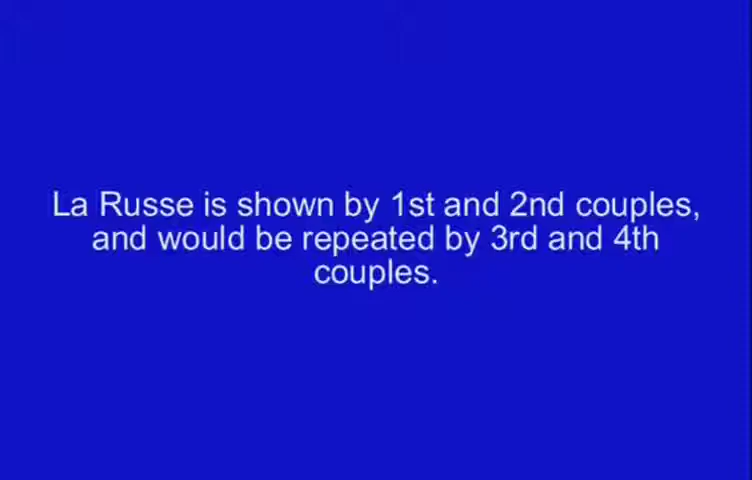 La Russe is shown by 1st and 2nd couples,
and would be repeated by 3rd and 4th
couples.